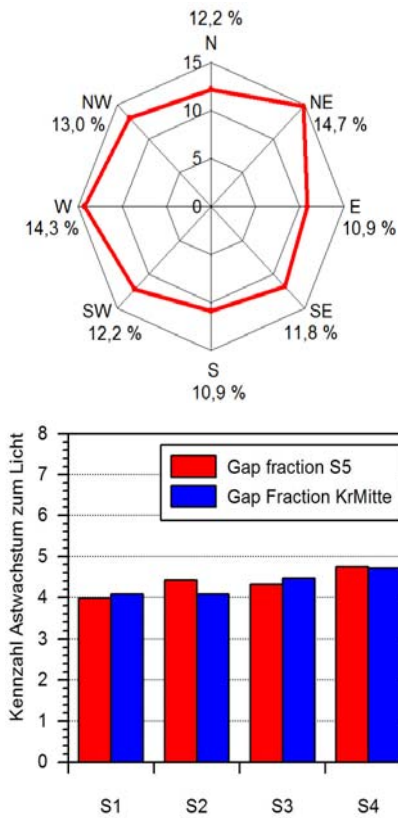 12,2 %
N
15
NW
13,0 %
NE
14,7 %
10
5
W
14,3 %
0
E
10,9 %
SW
12,2 %
SE
11,8 %
S
10,9 %
Kennzahl Astwachstum zum Licht
8
7
6
5
4
3
2
1
0
Gap fraction S5
Gap Fraction KrMitte
S1 S2 S3 S4